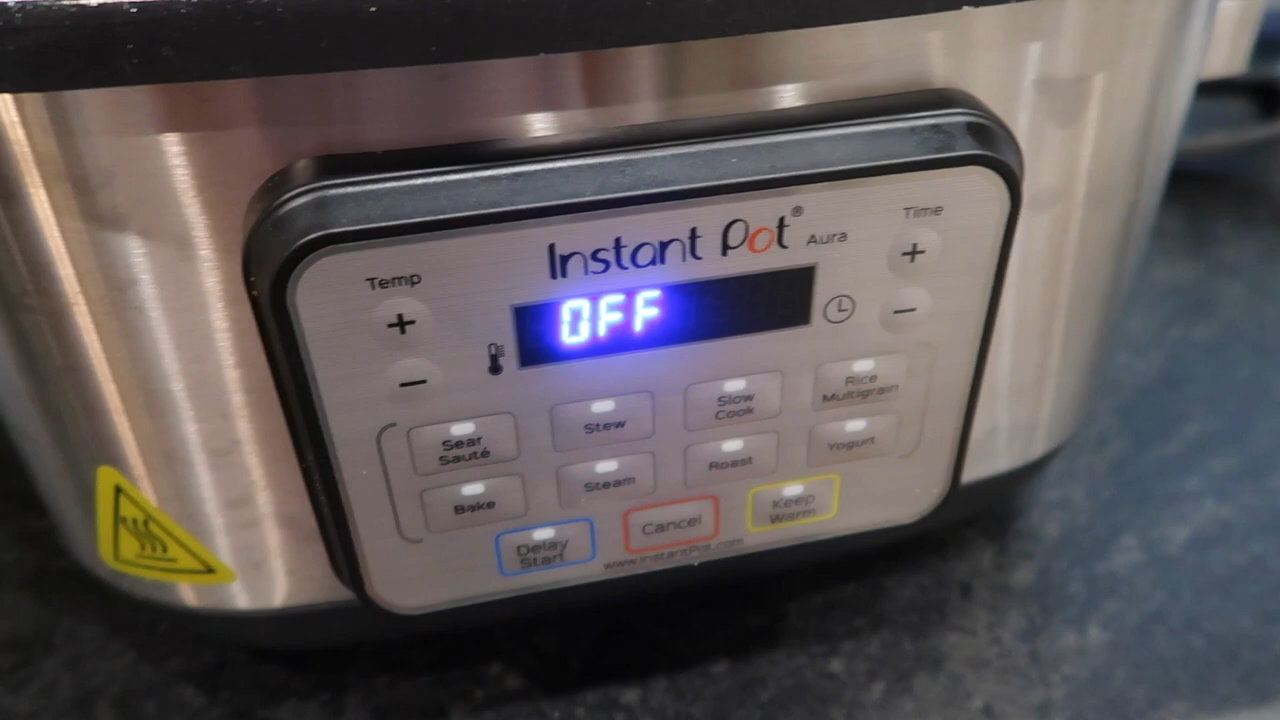 Instant Pot® Aura
Temp
Time
+
+
-
-
OFF
Sear
Sauté
Stew
Slow
Cook
Rice
Multigrain
Bake
Steam
Roast
Yogurt
Delay
Start
Cancel
Keep
Warm
www.InstantPot.com